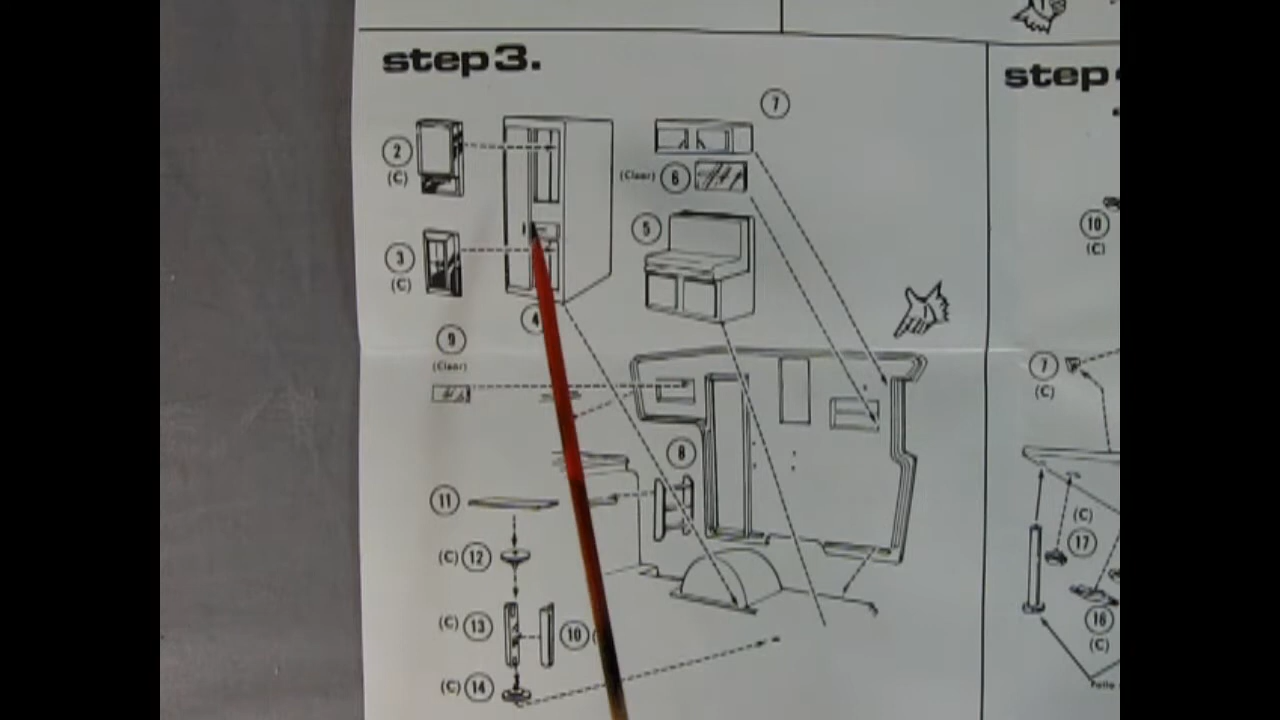 step3.
step
7
2
(C)
(Clear) 6
5
3
(C)
10
(C)
4
9
(Clear)
7
(C)
8
11
(C)
17
(C) 12
(C) 13
10
16
(C)
(C) 14